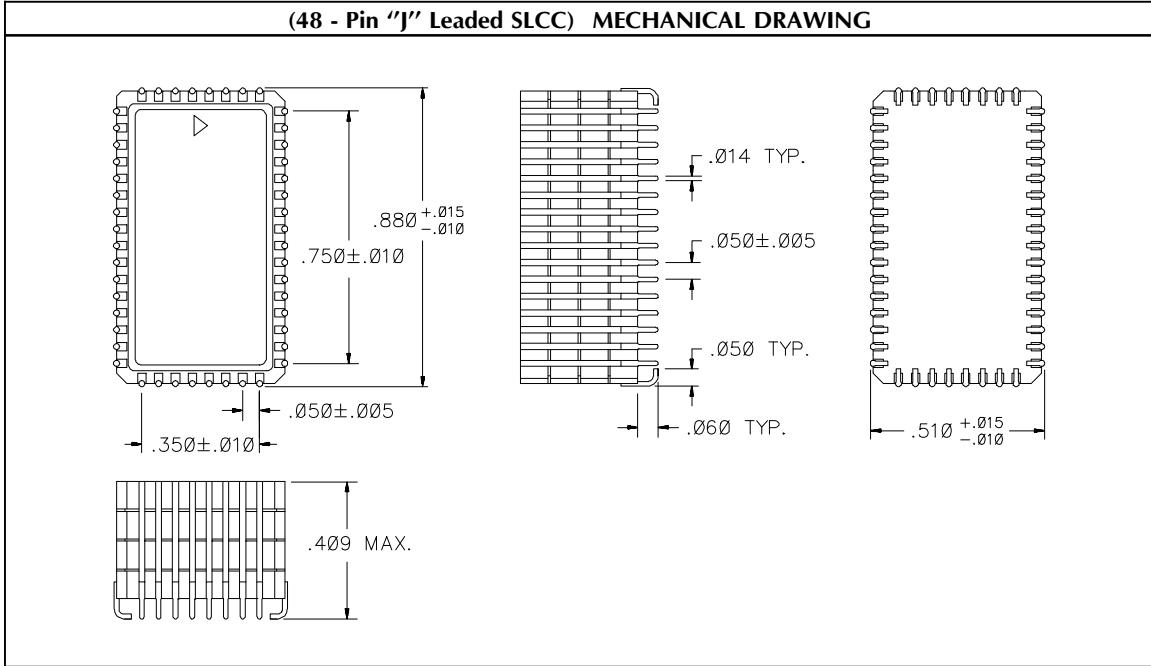 (48 - Pin ‘‘J’’ Leaded SLCC) MECHANICAL DRAWING
.014 TYP.
.880 +.015 -.010
.750±.010
.050±.005
.050 TYP.
.050±.005
.350±.010
.060 TYP.
.510 +.015 -.010
.409 MAX.